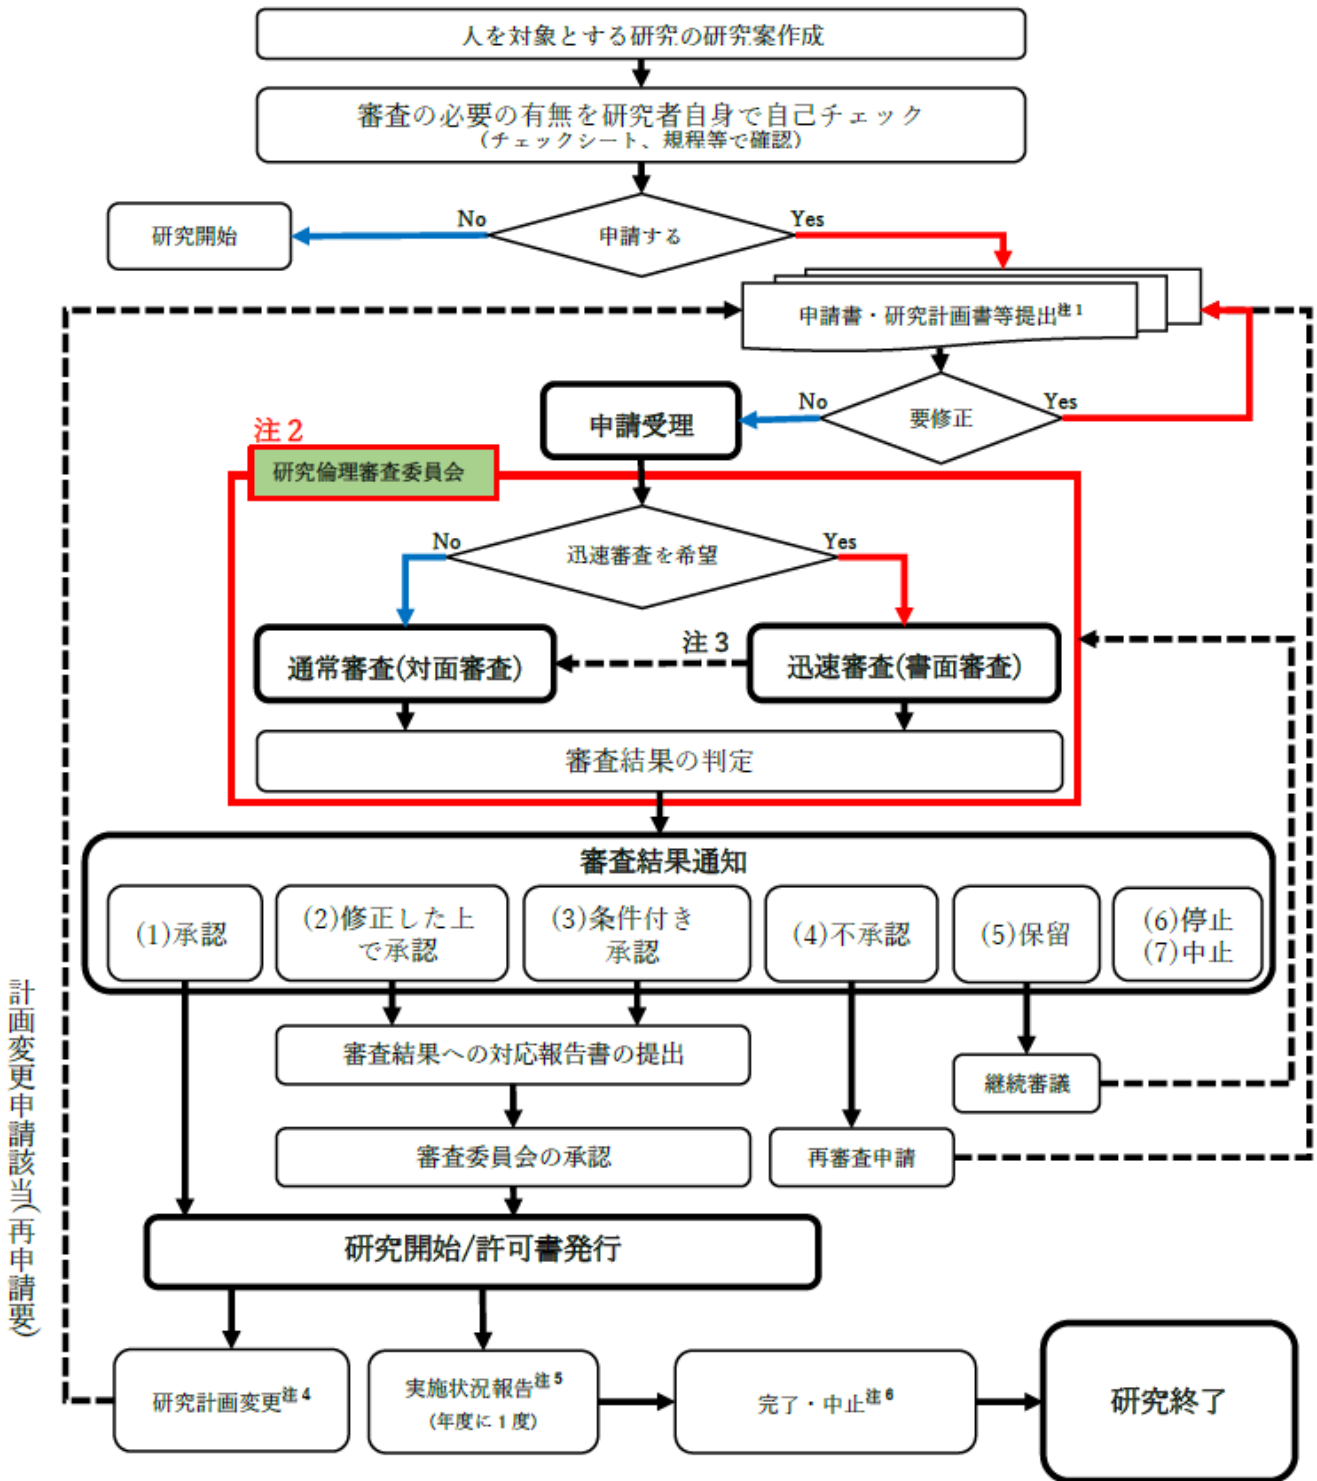 人を対象とする研究の研究案作成
審査の必要の有無を研究者自身で自己チェック
(チェックシート、規程等で確認)
No
申請する
Yes
研究開始
申請書・研究計画書等提出注1
No
要修正
Yes
申請受理
注2
研究倫理審査委員会
No
迅速審査を希望
Yes
通常審査(対面審査)
注3
迅速審査(書面審査)
審査結果の判定
審査結果通知
(1)承認
(2)修正した上
で承認
(3)条件付き
承認
(4)不承認
(5)保留
(6)停止
(7)中止
審査結果への対応報告書の提出
継続審議
審査委員会の承認
再審査申請
計画変更申請該当(再申請要)
研究開始/許可書発行
研究計画変更注4
実施状況報告注5
(年度に1度)
完了・中止注6
研究終了